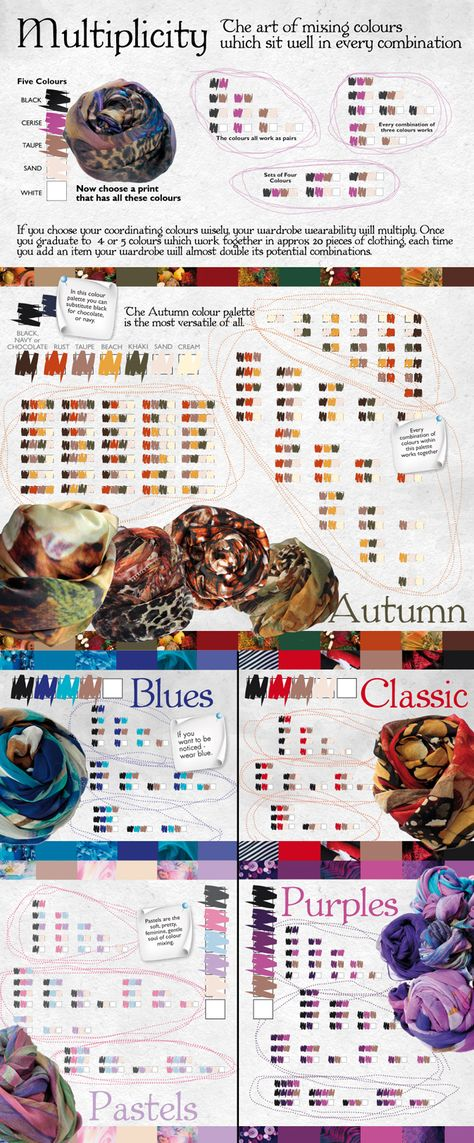 Multiplicity
The art of mixing colours
which sit well in every combination
Five Colours
BLACK
CERISE
TAUPE
SAND
WHITE
Now choose a print
that has all these colours
The colours all work as pairs
Every combination of
three colours works
Sets of Four
Colours
If you choose your coordinating colours wisely, your wardrobe wearability will multiply. Once
you graduate to 4 or 5 colours which work together in approx 20 pieces of clothing, each time
you add an item your wardrobe will almost double its potential combinations.
In this colour
palette you can
substitute black
for chocolate,
or navy.
The Autumn colour palette
is the most versatile of all.
BLACK,
NAVY or
CHOCOLATE
RUST
TAUPE
BEACH
KHAKI
SAND
CREAM
Every
combination of
colours within
this palette
works together
Autumn
Blues
If you
want to be
noticed -
wear blue.
Classic
Pastels are the
soft, pretty,
feminine, gentle
soul of colour
mixing.
Pastels
Purples